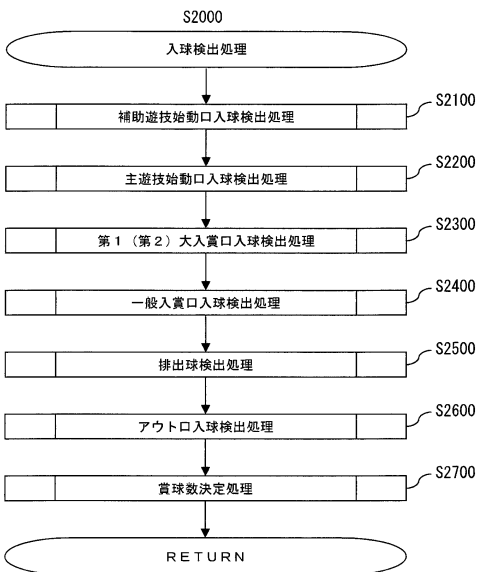 S2000
入球検出処理
S2100
補助遊技始動口入球検出処理
S2200
主遊技始動口入球検出処理
S2300
第1（第2）大入賞口入球検出処理
S2400
一般入賞口入球検出処理
S2500
排出球検出処理
S2600
アウト口入球検出処理
S2700
賞球数決定処理
RETURN